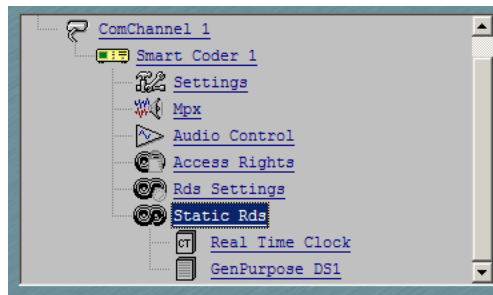 ComChannel 1
Smart Coder 1
Settings
Mpx
Audio Control
Access Rights
Rds Settings
Static Rds
CT Real Time Clock
GenPurpose DS1